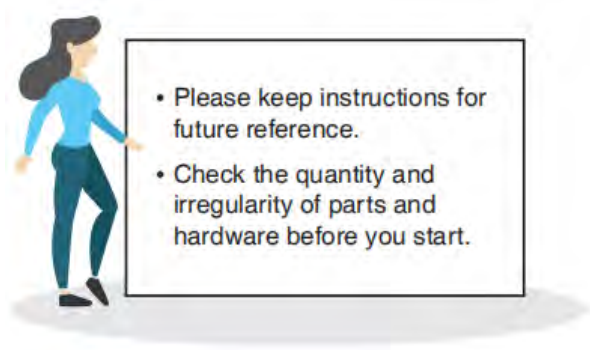 • Please keep instructions for
future reference.
• Check the quantity and
irregularity of parts and
hardware before you start.